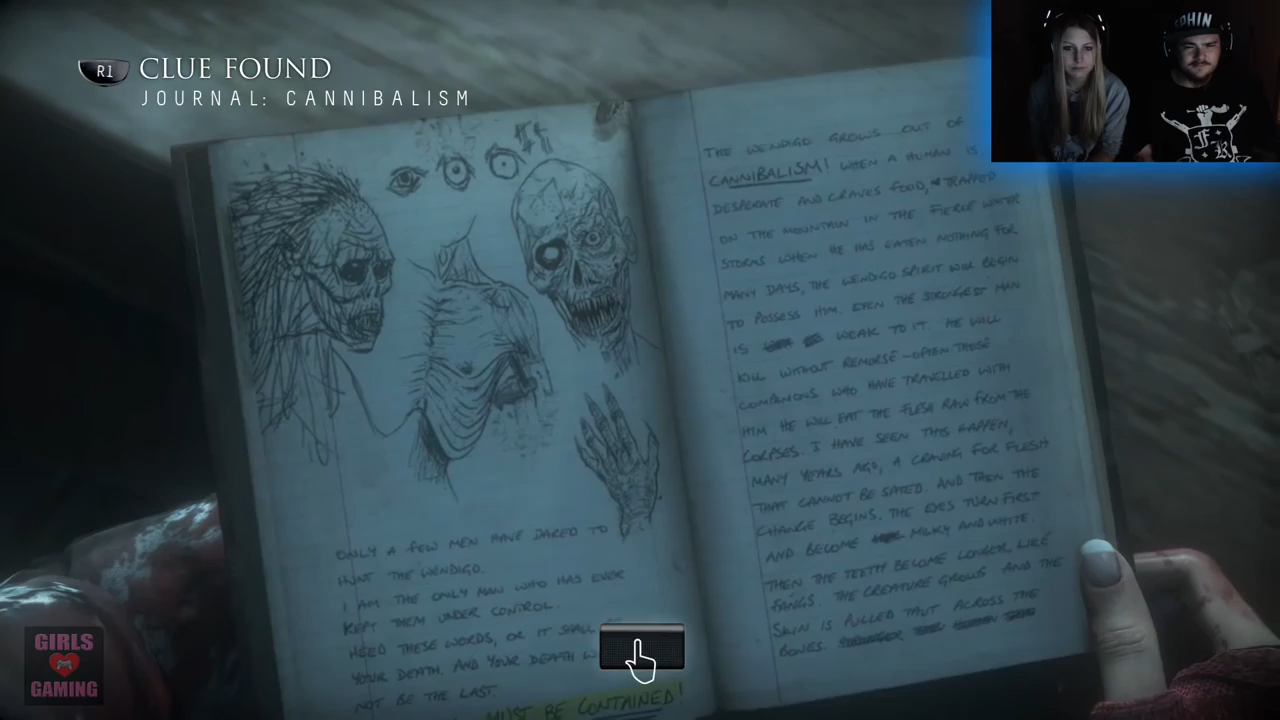 R1 CLUE FOUND
JOURNAL: CANNIBALISM
ONLY A FEW MEN HAVE DARED TO
HUNT THE WENDIGO.
I AM THE ONLY MAN WHO HAS EVER
KEPT THEM UNDER CONTROL.
HEED THESE WORDS, OR IT SHALL
YOUR DEATH. AND YOUR DEATH W
NOT BE THE LAST.
MUST BE CONTAINED!
THE WENDIGO GROWS OUT OF
CANNIBALISM! WHEN A HUMAN IS
DESPERATE AND CRAVES FOOD, + TRAPPED
ON THE MOUNTAIN IN THE FIERCE WINTER
STORMS WHEN HE HAS EATEN NOTHING FOR
MANY DAYS, THE WENDIGO SPIRIT WILL BEGIN
TO POSSESS HIM. EVEN THE STRONGEST MAN
IS WEAK TO IT. HE WILL
KILL WITHOUT REMORSE - OFTEN THOSE
COMPANIONS WHO HAVE TRAVELLED WITH
HIM HE WILL EAT THE FLESH RAW FROM THE
CORPSES. I HAVE SEEN THIS HAPPEN,
MANY YEARS AGO, A CRAVING FOR FLESH
THAT CANNOT BE SATED. AND THEN THE
CHANGE BEGINS. THE EYES TURN FIRST
AND BECOME MILKY AND WHITE.
THEN THE TEETH BECOME LONGER, LIKE
FANGS. THE CREATURE GROWS AND THE
SKIN IS PULLED TAUT ACROSS THE
BONES. STRONGER THEN HUMAN
GIRLS
GAMING
F K